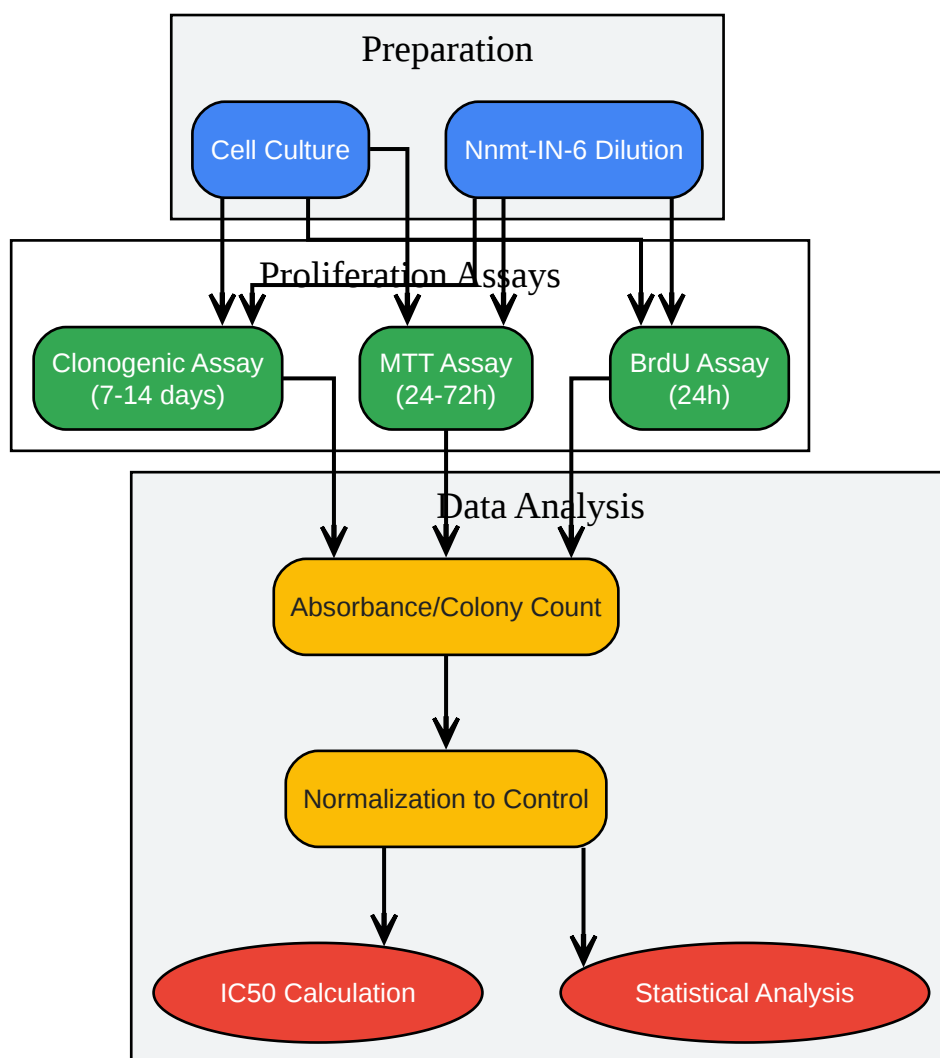 Preparation
Cell Culture
Nnmt-IN-6 Dilution
Proliferation Assays
Clonogenic Assay
(7-14 days)
MTT Assay
(24-72h)
BrdU Assay
(24h)
Data Analysis
Absorbance/Colony Count
Normalization to Control
IC50 Calculation
Statistical Analysis